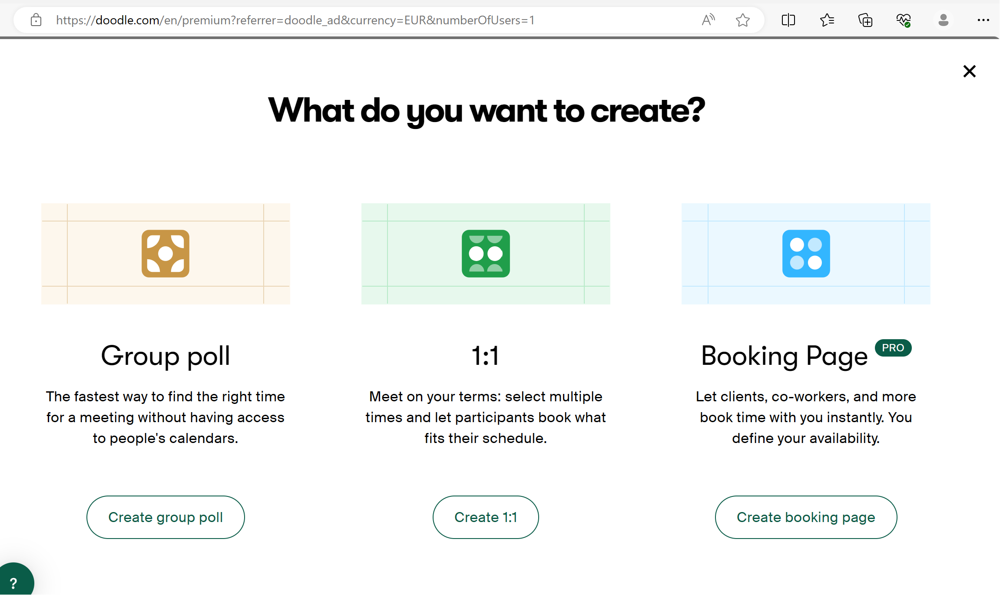 https://doodle.com/en/premium?referrer=doodle_ad&currency=EUR&numberOfUsers=1
What do you want to create?
Group poll
The fastest way to find the right time
for a meeting without having access
to people's calendars.
Create group poll
1:1
Meet on your terms: select multiple
times and let participants book what
fits their schedule.
Create 1:1
Booking Page PRO
Let clients, co-workers, and more
book time with you instantly. You
define your availability.
Create booking page
?